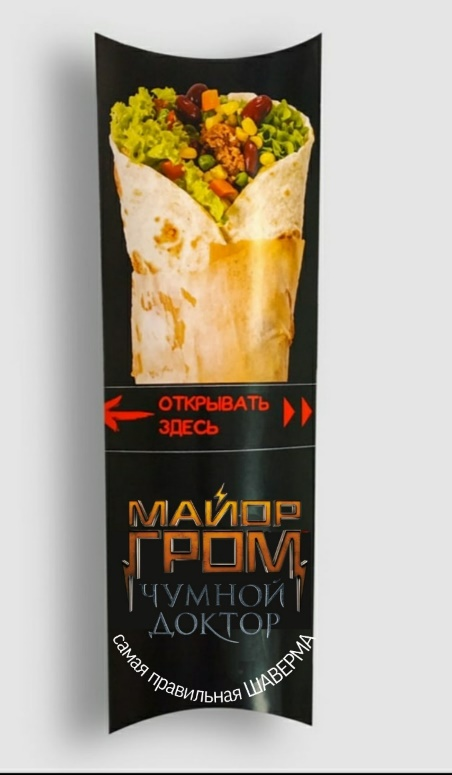 ОТКРЫВАТЬ
ЗДЕСЬ
МАЙОР
ГРОМ
ЧУМНОЙ
ДОКТОР
самая правильная ШАВЕРМА